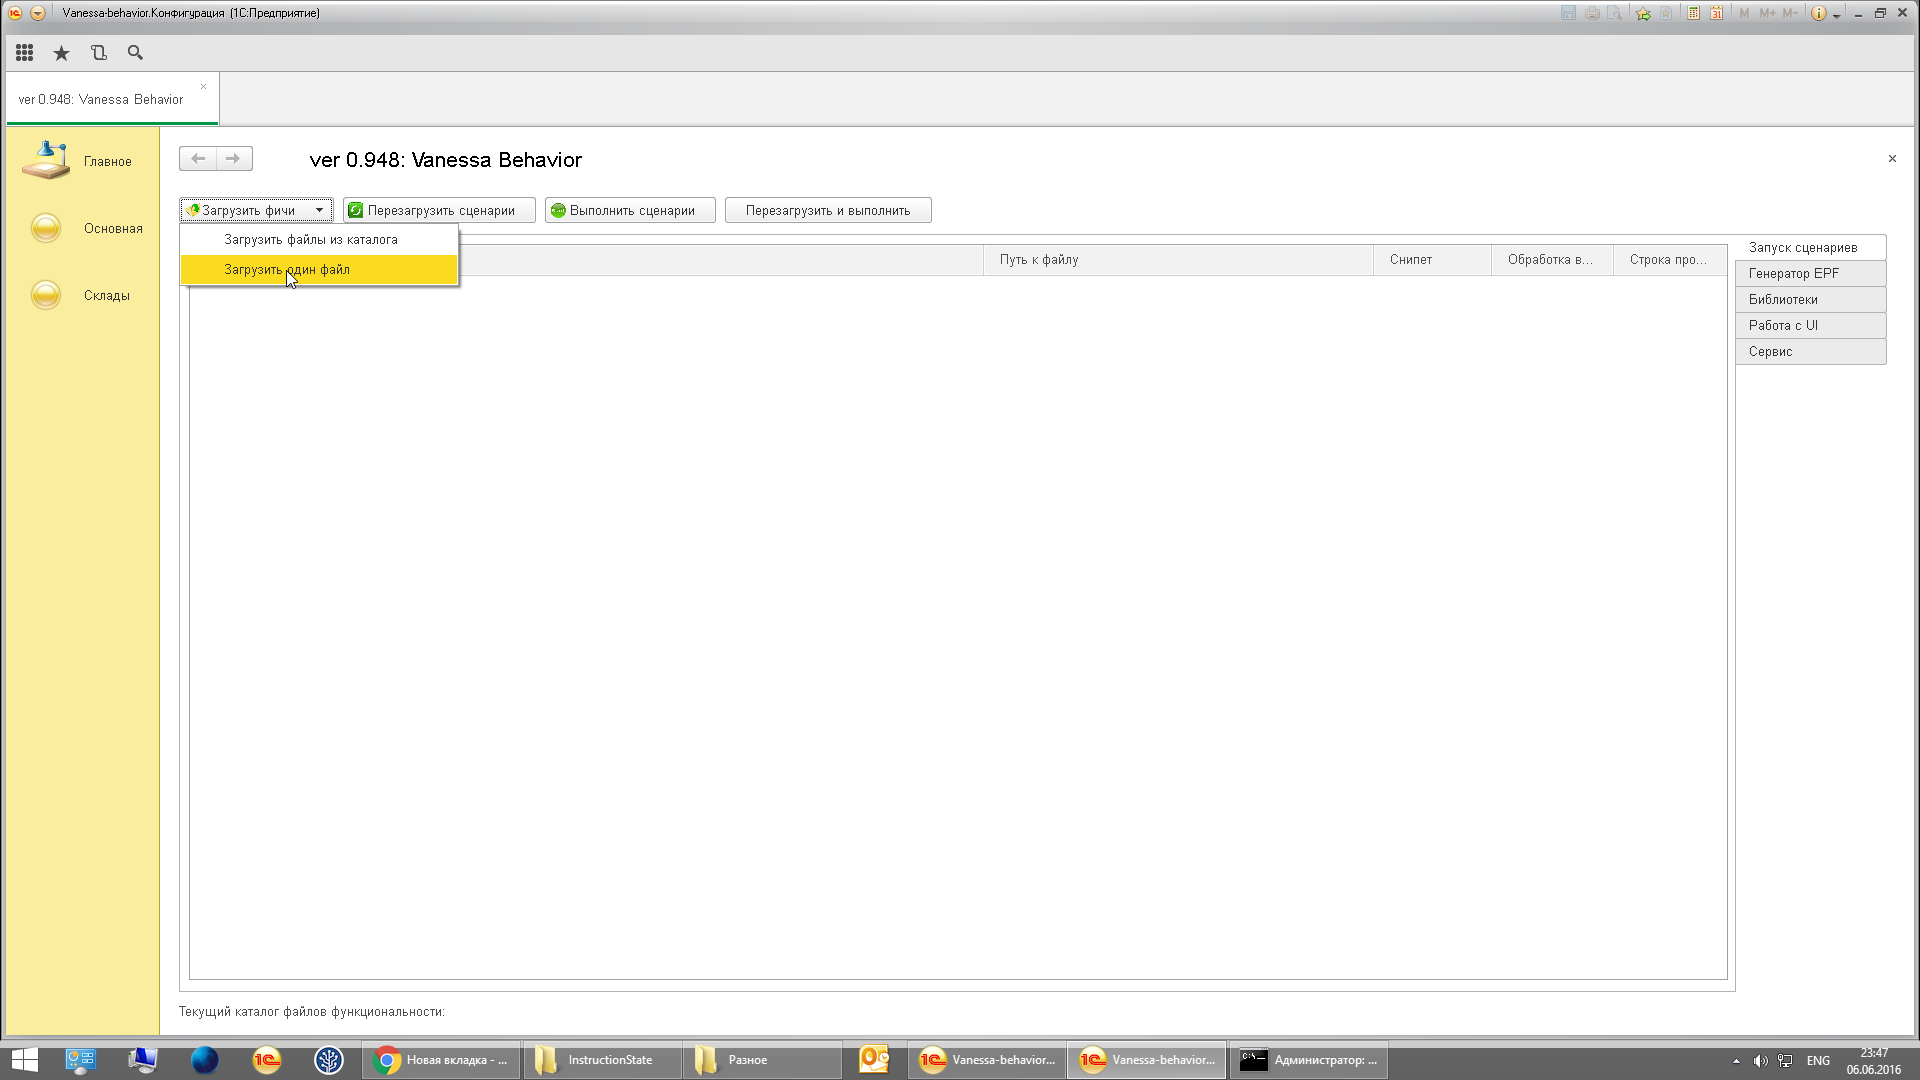 Vanessa-behavior.Конфигурация (1С:Предприятие)
M M+ M-
ver 0.948: Vanessa Behavior
Главное
Основная
Склады
ver 0.948: Vanessa Behavior
Загрузить фичи
Перезагрузить сценарии
Выполнить сценарии
Перезагрузить и выполнить
Загрузить файлы из каталога
Загрузить один файл
Путь к файлу
Снипет
Обработка в...
Строка про...
Запуск сценариев
Генератор EPF
Библиотеки
Работа с UI
Сервис
Текущий каталог файлов функциональности:
Новая вкладка - ...
InstructionState
Разное
Vanessa-behavior...
Vanessa-behavior...
Администратор: ...
ENG
23:47
06.06.2016